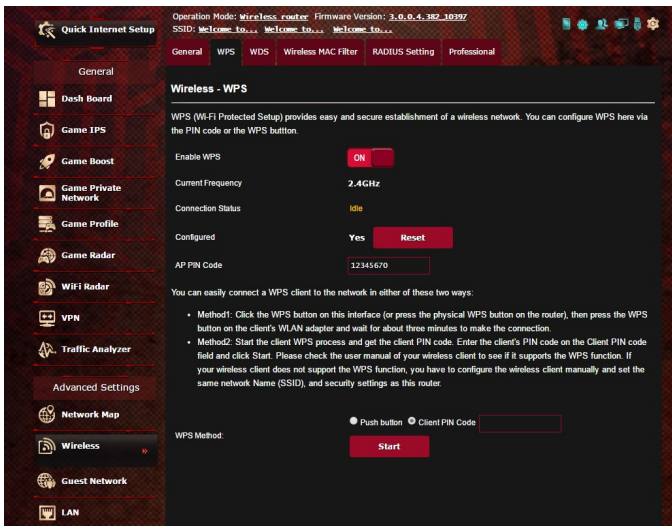 Quick Internet Setup
General
Dash Board
Game IPS
Game Boost
Game Private
Network
Game Profile
Game Radar
WiFi Radar
VPN
Traffic Analyzer
Advanced Settings
Network Map
Wireless
Guest Network
LAN
Operation Mode: Wireless router Firmware Version: 3.0.0.4.382_10397
SSID: Welcome to... Welcome to... Welcome to...
General WPS WDS Wireless MAC Filter RADIUS Setting Professional
Wireless - WPS
WPS (Wi-Fi Protected Setup) provides easy and secure establishment of a wireless network. You can configure WPS here via
the PIN code or the WPS buttton.
Enable WPS ON
Current Frequency 2.4GHz
Connection Status Idle
Configured Yes Reset
AP PIN Code 12345670
You can easily connect a WPS client to the network in either of these two ways:
• Method1: Click the WPS button on this interface (or press the physical WPS button on the router), then press the WPS
button on the client's WLAN adapter and wait for about three minutes to make the connection.
• Method2: Start the client WPS process and get the client PIN code. Enter the client's PIN code on the Client PIN code
field and click Start. Please check the user manual of your wireless client to see if it supports the WPS function. If
your wireless client does not support the WPS function, you have to configure the wireless client manually and set the
same network Name (SSID), and security settings as this router.
WPS Method: Push button Client PIN Code
Start